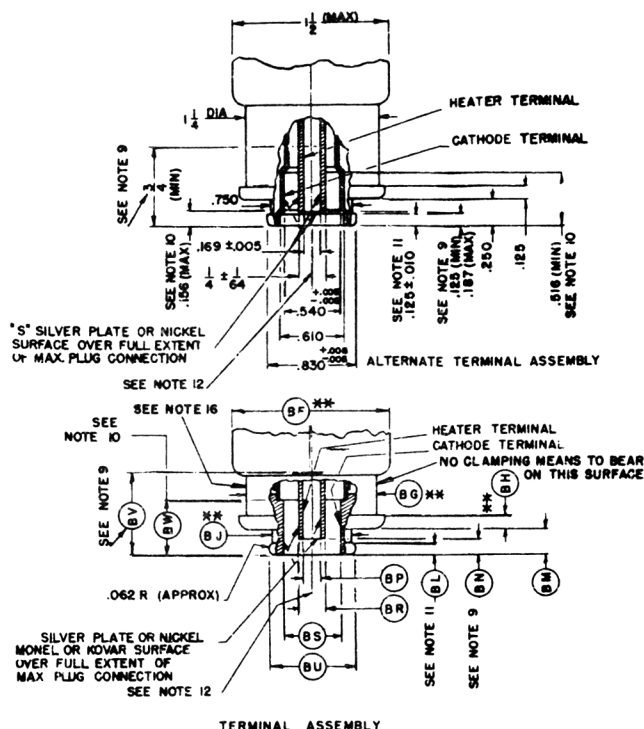 1 1/2 (MAX)
HEATER TERMINAL
1 1/4 DIA
CATHODE TERMINAL
SEE NOTE 9
3/4 (MIN)
.750
SEE NOTE 10
.156 (MAX)
.169 ±.005
1/4 ± 1/64
+.008
-.008
.540
.610
+.008
-.008
.830
SEE NOTE 11
.125±.010
SEE NOTE 9
.125 (MIN)
.187 (MAX)
.250
.125
.516 (MIN)
SEE NOTE 10
"S" SILVER PLATE OR NICKEL
SURFACE OVER FULL EXTENT
OF MAX. PLUG CONNECTION
SEE NOTE 12
ALTERNATE TERMINAL ASSEMBLY
SEE NOTE 16
SEE
NOTE 10
BF **
HEATER TERMINAL
CATHODE TERMINAL
NO CLAMPING MEANS TO BEAR
ON THIS SURFACE
SEE NOTE 9
BV
BW
**
BJ
BG **
**
BH
.062 R (APPROX)
BP
BR
BS
BU
BL
BN
BM
SEE NOTE 11
SEE NOTE 9
SILVER PLATE OR NICKEL
MONEL OR KOVAR SURFACE
OVER FULL EXTENT OF
MAX PLUG CONNECTION
SEE NOTE 12
TERMINAL ASSEMBLY